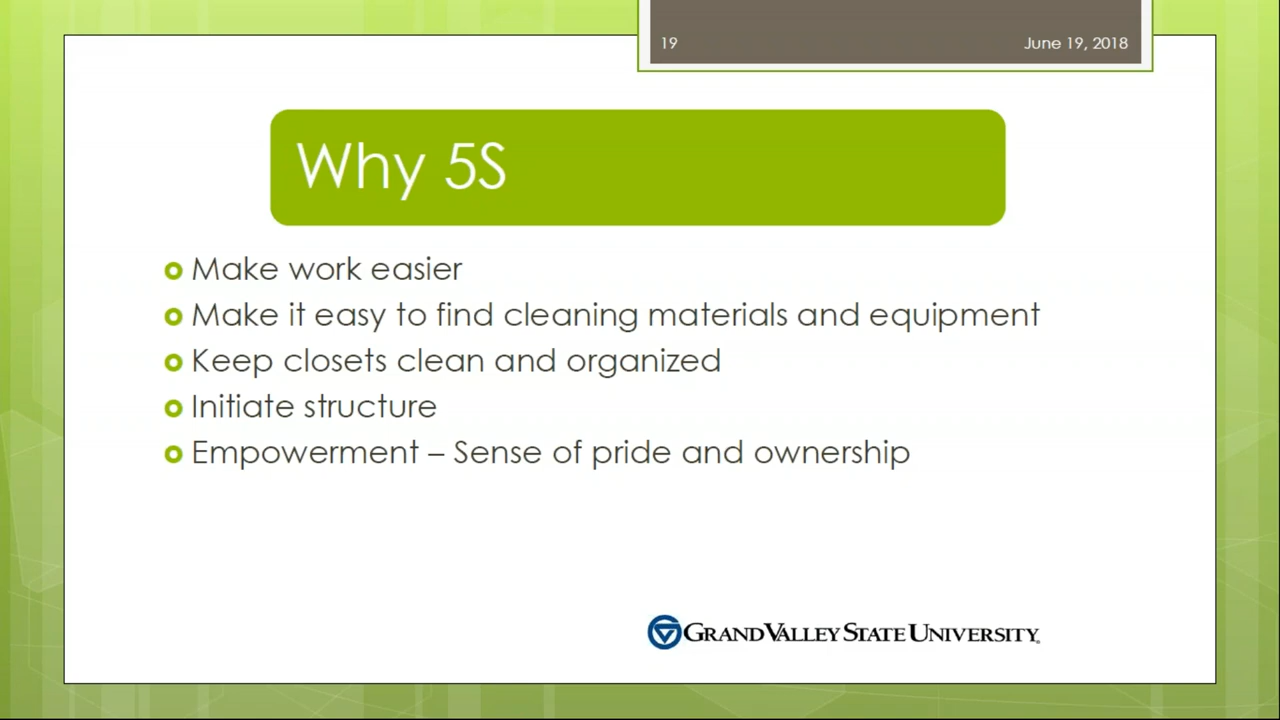 19
June 19, 2018
Why 5S
Make work easier
Make it easy to find cleaning materials and equipment
Keep closets clean and organized
Initiate structure
Empowerment – Sense of pride and ownership
GRAND VALLEY STATE UNIVERSITY.